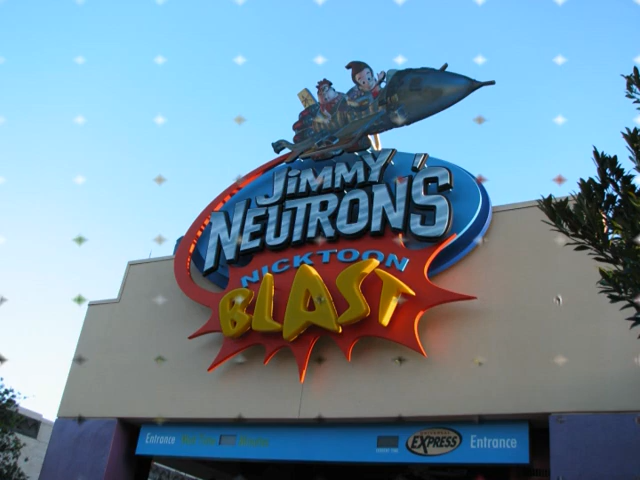 JIMMY
NEUTRON'S
NICKTOON
BLAST
Entrance
EXPRESS
Entrance